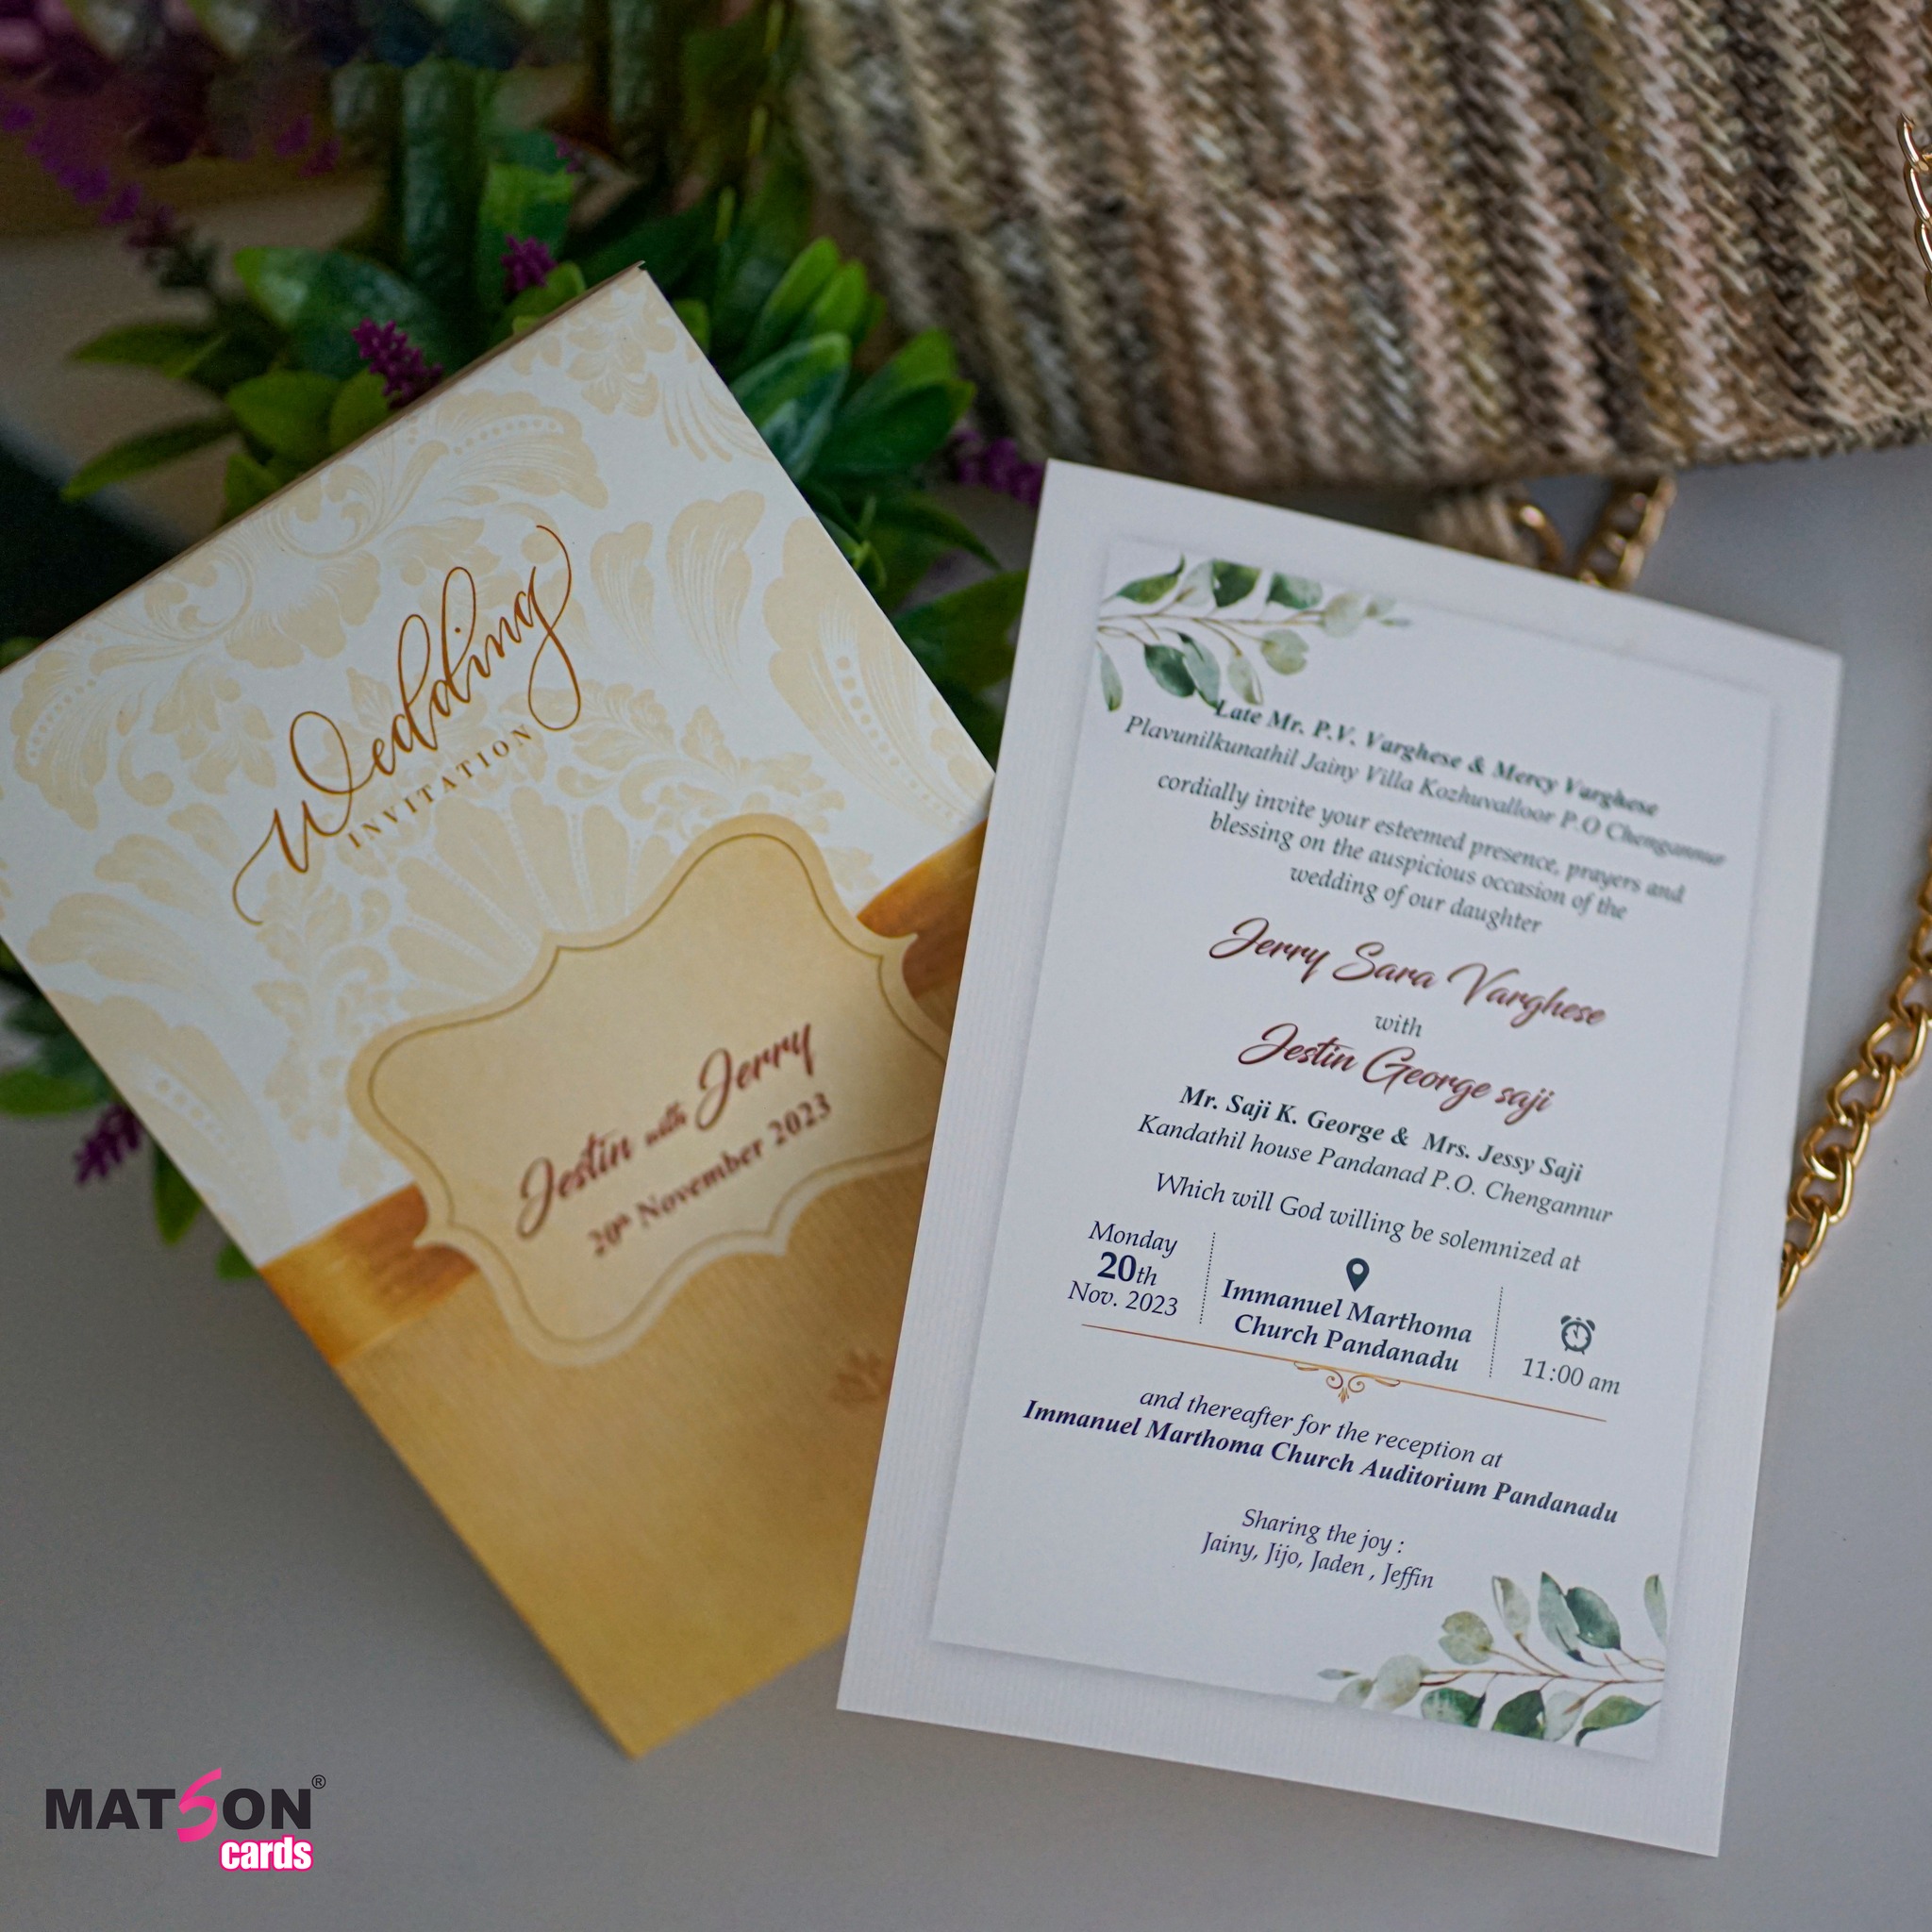 Wedding
INVITATION
Jestin with Jerry
20th November 2023
Late Mr. P.V. Varghese & Mercy Varghese
Plavunilkunathil Jainy Villa Kozhuvalloor P.O Chengannur
cordially invite your esteemed presence, prayers and
blessing on the auspicious occasion of the
wedding of our daughter
Jerry Sara Varghese
with
Jestin George saji
Mr. Saji K. George & Mrs. Jessy Saji
Kandathil house Pandanad P.O. Chengannur
Which will God willing be solemnized at
Monday
20th
Nov. 2023
Immanuel Marthoma
Church Pandanadu
11:00 am
and thereafter for the reception at
Immanuel Marthoma Church Auditorium Pandanadu
Sharing the joy :
Jainy, Jijo, Jaden , Jeffin
MATSON®
cards